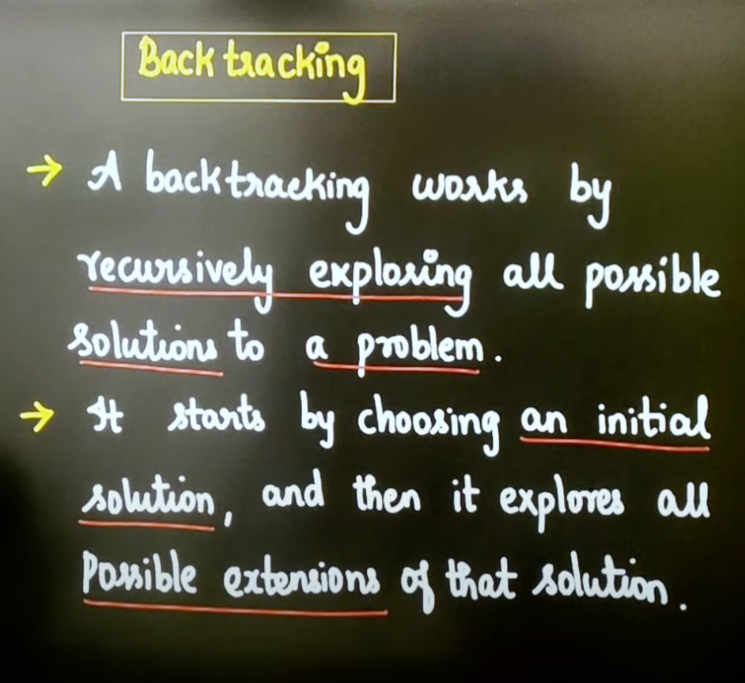 Back tracking
→ A backtracking works by
recursively exploring all possible
solutions to a problem.
→ It starts by choosing an initial
solution, and then it explores all
Possible extensions of that solution.